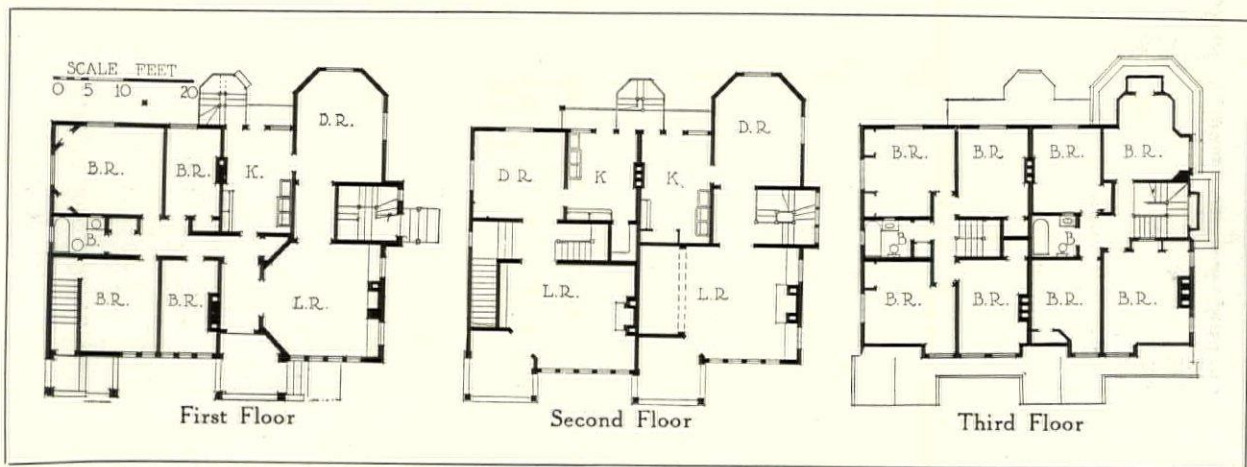 SCALE FEET
0 5 10 20
D.R.
B.R. B.R. K.
B.
B.R. B.R. L.R.
First Floor
D.R
D R K K.
L.R. L.R
Second Floor
B.R. B.R B.R. B.R.
B B
B.R. B.R. B.R. B.R.
Third Floor